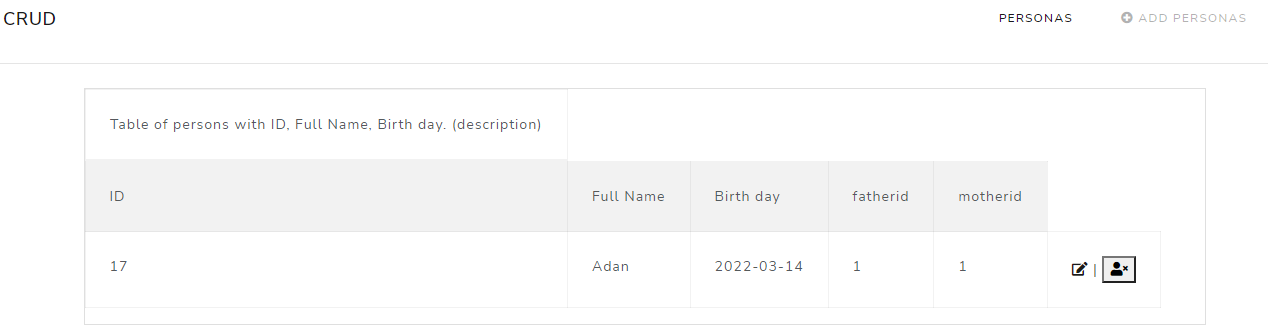 CRUD PERSONAS ADD PERSONAS
Table of persons with ID, Full Name, Birth day. (description)
ID Full Name Birth day fatherid motherid
17 Adan 2022-03-14 1 1 |